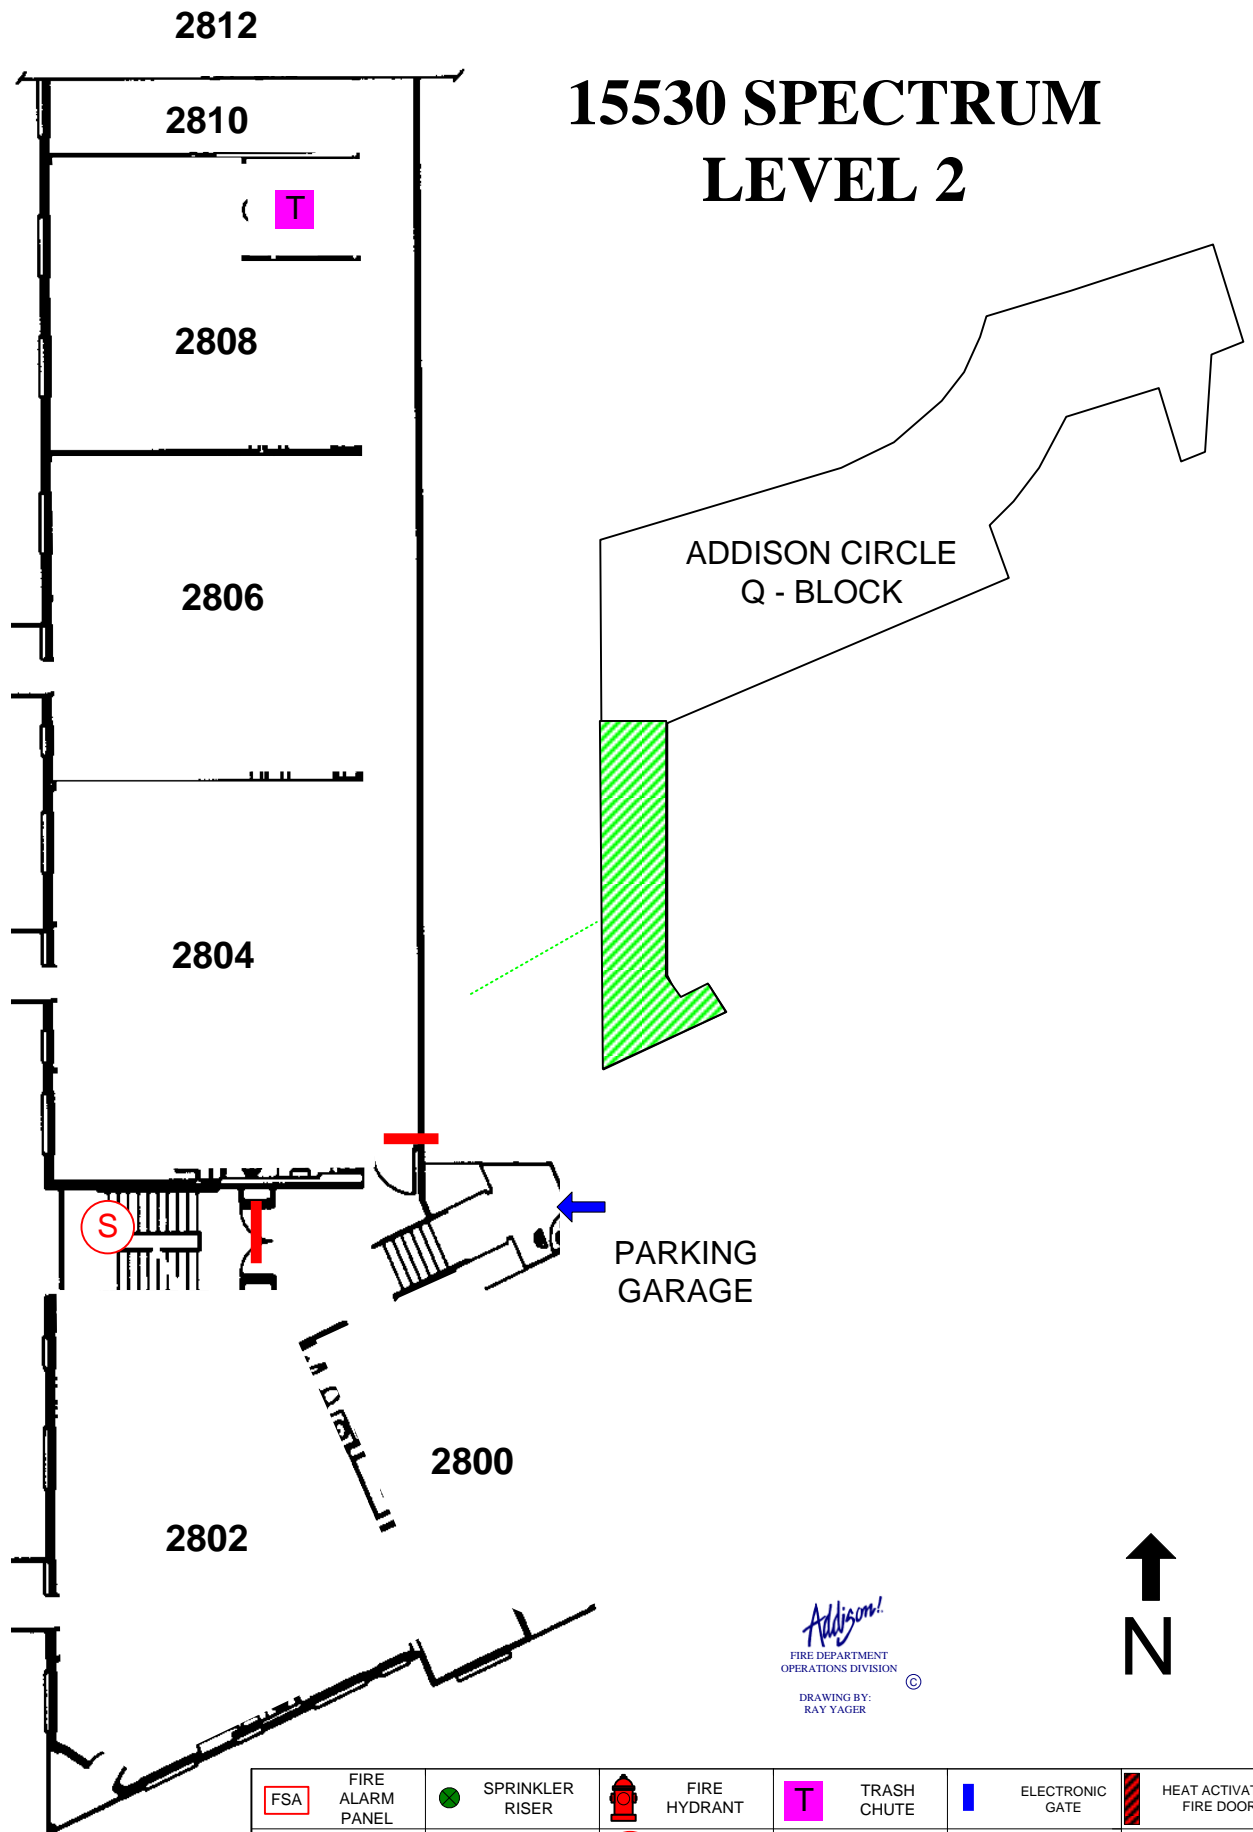 2812
15530 SPECTRUM
LEVEL 2
2810
T
2808
ADDISON CIRCLE
Q - BLOCK
2806
2804
S
PARKING
GARAGE
2800
2802
Addison!
FIRE DEPARTMENT
OPERATIONS DIVISION
©
DRAWING BY:
RAY YAGER
N
FSA
FIRE
ALARM
PANEL
SPRINKLER
RISER
FIRE
HYDRANT
T
TRASH
CHUTE
ELECTRONIC
GATE
HEAT ACTIVAT
FIRE DOOR